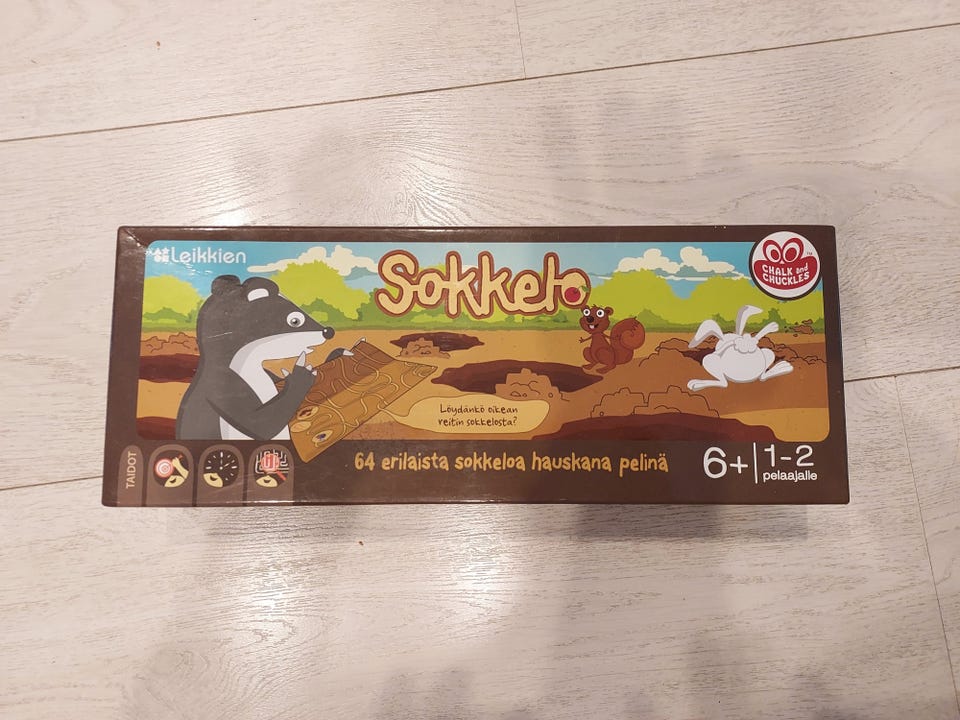 Leikkien
Sokkelo
CHALK and
CHUCKLES
TM
Löydänkö oikean
reitin sokkelosta?
TAIDOT
64 erilaista sokkeloa hauskana pelinä
6+
1-2
pelaajalle